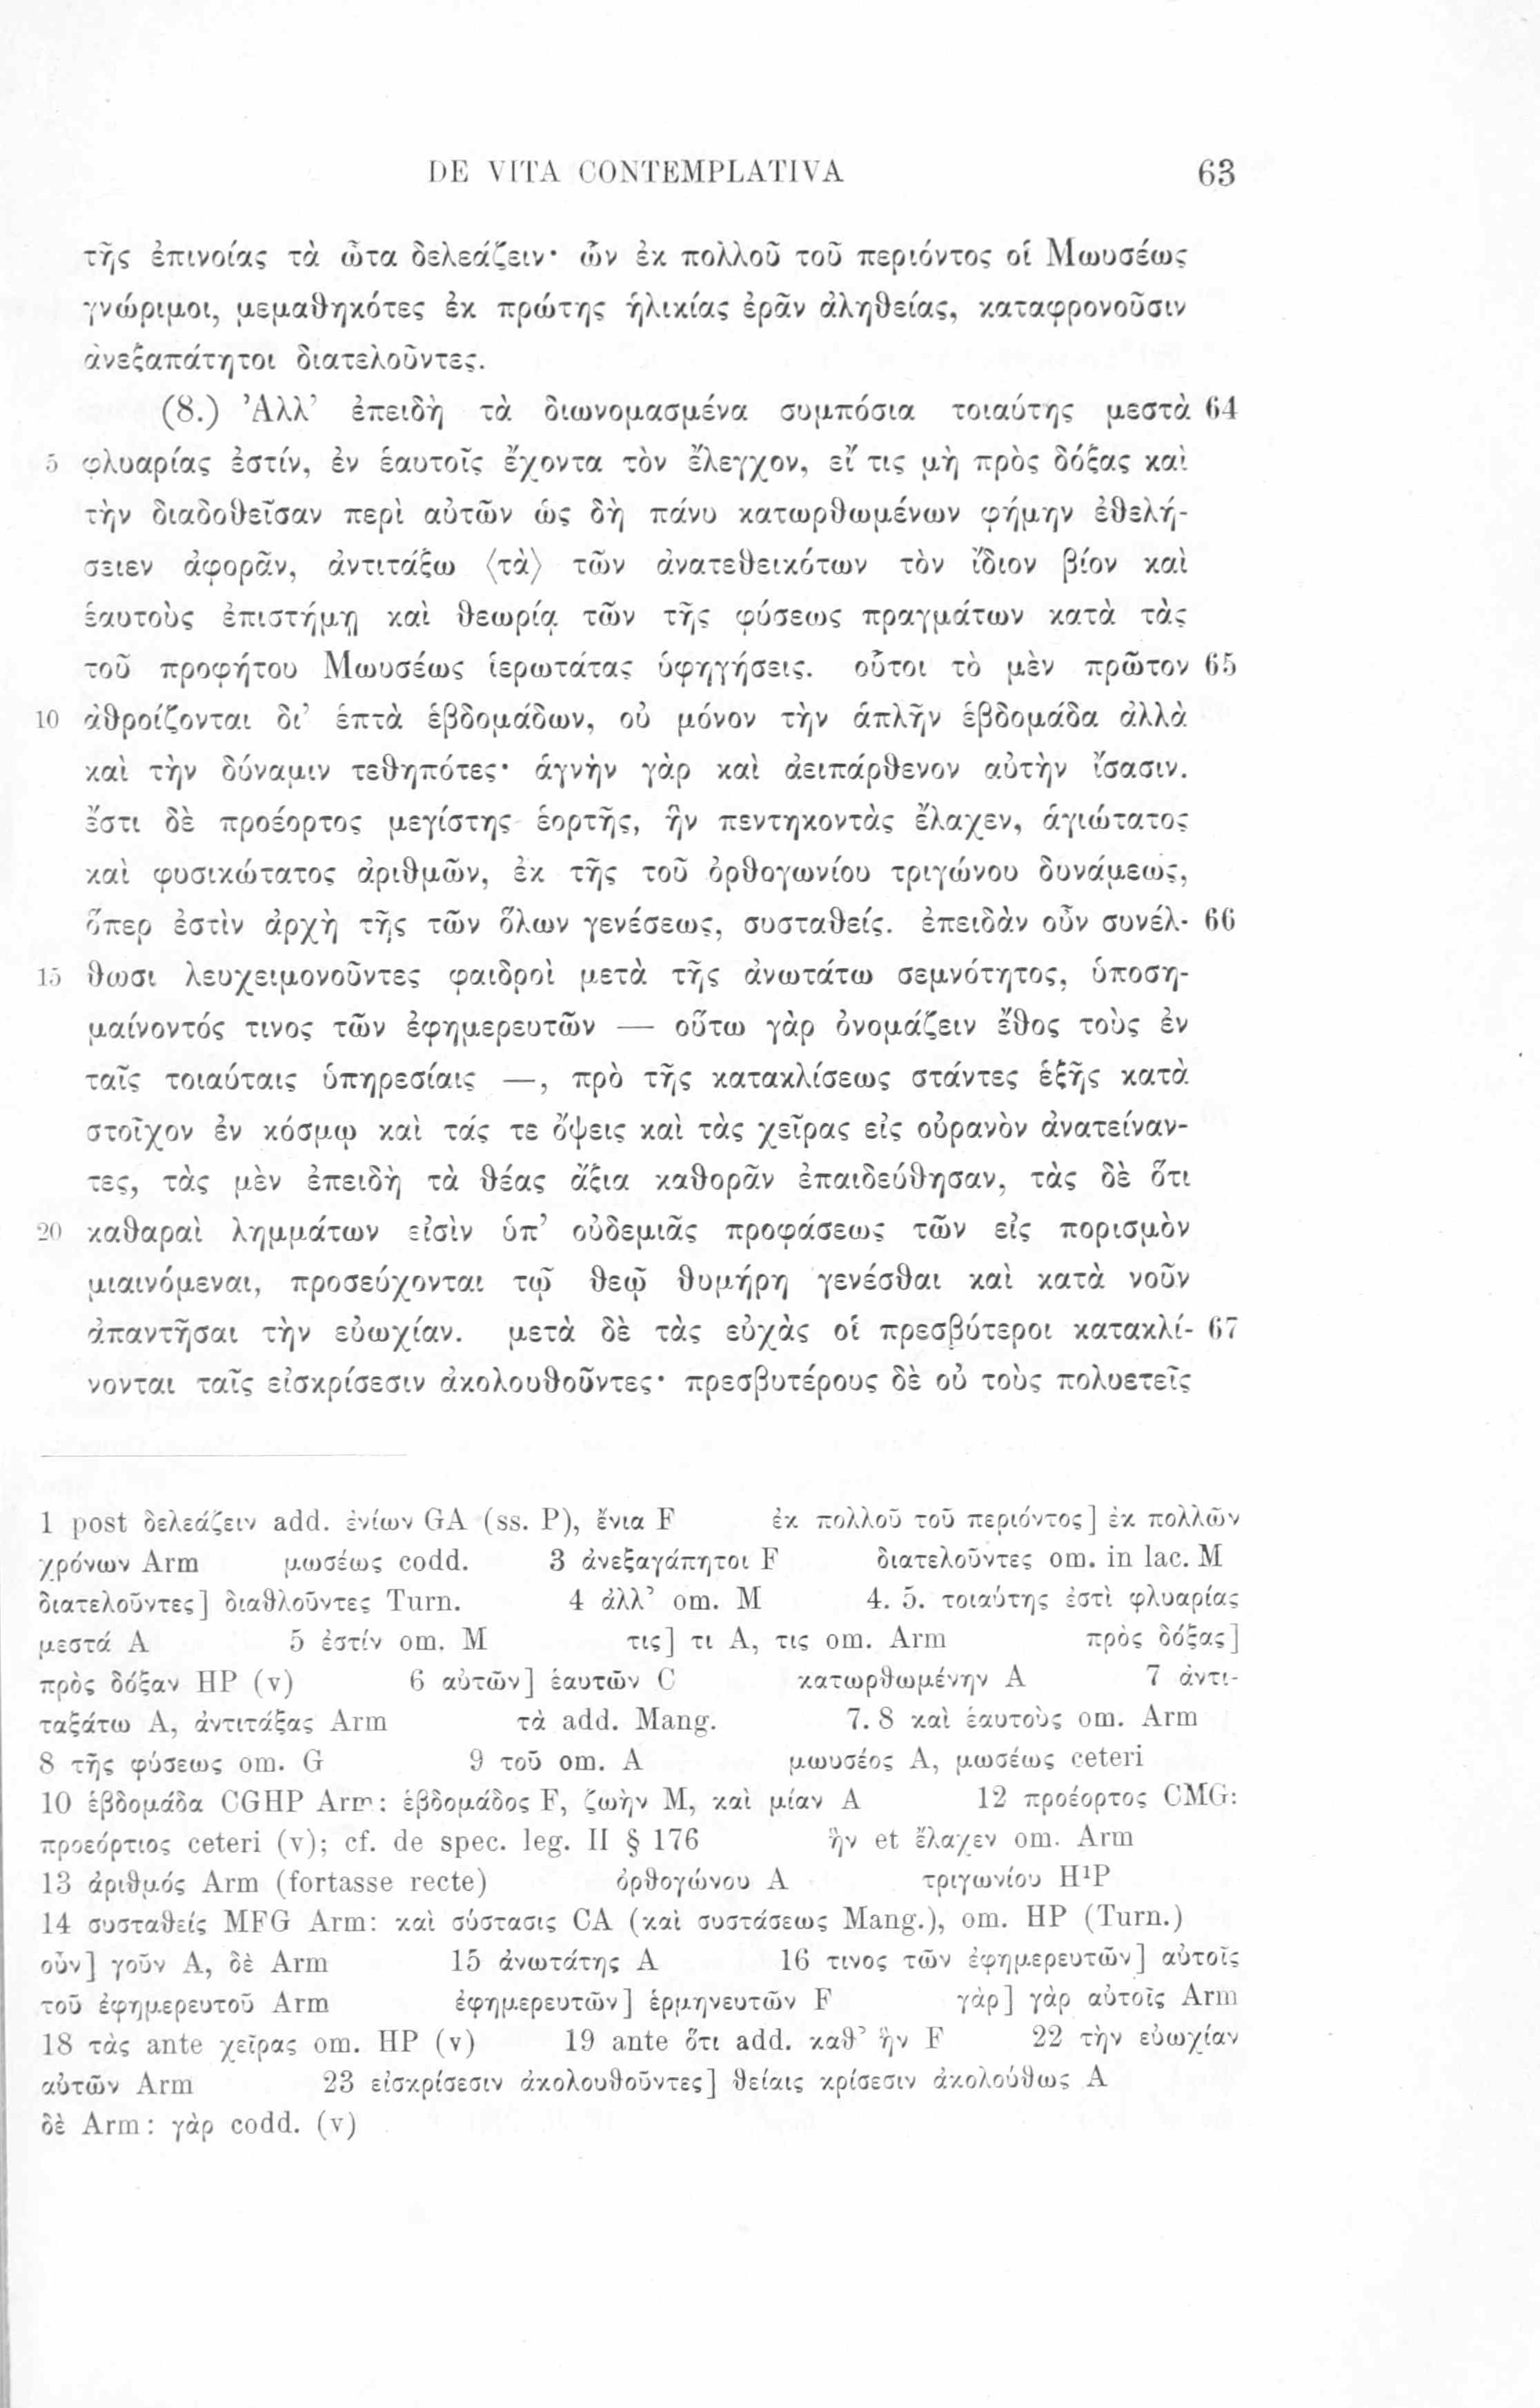 DE VITA CONTEMPLATIVA 63
τῆς ἐπινοίας τὰ ὦτα δελεάζειν· ὧν ἐκ πολλοῦ τοῦ περιόντος οἱ Μωυσέως
γνώριμοι, μεμαθηκότες ἐκ πρώτης ἡλικίας ἐρᾶν ἀληθείας, καταφρονοῦσιν
ἀνεξαπάτητοι διατελοῦντες.
(8.) Ἀλλ’ ἐπειδὴ τὰ διωνομασμένα συμπόσια τοιαύτης μεστὰ 64
5 φλυαρίας ἐστίν, ἐν ἑαυτοῖς ἔχοντα τὸν ἔλεγχον, εἴ τις μὴ πρὸς δόξας καὶ
τὴν διαδοθεῖσαν περὶ αὐτῶν ὡς δὴ πάνυ κατωρθωμένων φήμην ἐθελή-
σειεν ἀφορᾶν, ἀντιτάξω ⟨τὰ⟩ τῶν ἀνατεθεικότων τὸν ἴδιον βίον καὶ
ἑαυτοὺς ἐπιστήμῃ καὶ θεωρίᾳ τῶν τῆς φύσεως πραγμάτων κατὰ τὰς
τοῦ προφήτου Μωυσέως ἱερωτάτας ὑφηγήσεις. οὗτοι τὸ μὲν πρῶτον 65
10 ἀθροίζονται δι’ ἑπτὰ ἑβδομάδων, οὐ μόνον τὴν ἁπλῆν ἑβδομάδα ἀλλὰ
καὶ τὴν δύναμιν τεθηπότες· ἁγνὴν γὰρ καὶ ἀειπάρθενον αὐτὴν ἴσασιν.
ἔστι δὲ προέορτος μεγίστης ἑορτῆς, ἣν πεντηκοντὰς ἔλαχεν, ἁγιώτατος
καὶ φυσικώτατος ἀριθμῶν, ἐκ τῆς τοῦ ὀρθογωνίου τριγώνου δυνάμεως,
ὅπερ ἐστὶν ἀρχὴ τῆς τῶν ὅλων γενέσεως, συσταθείς. ἐπειδὰν οὖν συνέλ- 66
15 θωσι λευχειμονοῦντες φαιδροὶ μετὰ τῆς ἀνωτάτω σεμνότητος, ὑποση-
μαίνοντός τινος τῶν ἐφημερευτῶν — οὕτω γὰρ ὀνομάζειν ἔθος τοὺς ἐν
ταῖς τοιαύταις ὑπηρεσίαις —, πρὸ τῆς κατακλίσεως στάντες ἑξῆς κατὰ
στοῖχον ἐν κόσμῳ καὶ τάς τε ὄψεις καὶ τὰς χεῖρας εἰς οὐρανὸν ἀνατείναν-
τες, τὰς μὲν ἐπειδὴ τὰ θέας ἄξια καθορᾶν ἐπαιδεύθησαν, τὰς δὲ ὅτι
20 καθαραὶ λημμάτων εἰσὶν ὑπ’ οὐδεμιᾶς προφάσεως τῶν εἰς πορισμὸν
μιαινόμεναι, προσεύχονται τῷ θεῷ θυμήρη γενέσθαι καὶ κατὰ νοῦν
ἀπαντῆσαι τὴν εὐωχίαν. μετὰ δὲ τὰς εὐχὰς οἱ πρεσβύτεροι κατακλί- 67
νονται ταῖς εἰσκρίσεσιν ἀκολουθοῦντες· πρεσβυτέρους δὲ οὐ τοὺς πολυετεῖς
1 post δελεάζειν add. ἐνίων GA (ss. P), ἔνια F ἐκ πολλοῦ τοῦ περιόντος] ἐκ πολλῶν
χρόνων Arm μωσέως codd. 3 ἀνεξαγάπητοι F διατελοῦντες om. in lac. M
διατελοῦντες] διαθλοῦντες Turn. 4 ἀλλ’ om. M 4. 5. τοιαύτης ἐστὶ φλυαρίας
μεστά A 5 ἐστίν om. M τις] τι A, τις om. Arm πρὸς δόξας]
πρὸς δόξαν HP (v) 6 αὐτῶν] ἑαυτῶν C κατωρθωμένην A 7 ἀντι-
ταξάτω A, ἀντιτάξας Arm τὰ add. Mang. 7. 8 καὶ ἑαυτοὺς om. Arm
8 τῆς φύσεως om. G 9 τοῦ om. A μωυσέος A, μωσέως ceteri
10 ἑβδομάδα CGHP Arm: ἑβδομάδος F, ζωὴν M, καὶ μίαν A 12 προέορτος CMG:
προεόρτιος ceteri (v); cf. de spec. leg. II § 176 ἣν et ἔλαχεν om. Arm
13 ἀριθμός Arm (fortasse recte) ὀρθογώνου A τριγωνίου H¹P
14 συσταθείς MFG Arm: καὶ σύστασις CA (καὶ συστάσεως Mang.), om. HP (Turn.)
οὖν] γοῦν A, δὲ Arm 15 ἀνωτάτης A 16 τινος τῶν ἐφημερευτῶν] αὐτοῖς
τοῦ ἐφημερευτοῦ Arm ἐφημερευτῶν] ἑρμηνευτῶν F γὰρ] γὰρ αὐτοῖς Arm
18 τὰς ante χεῖρας om. HP (v) 19 ante ὅτι add. καθ’ ἣν F 22 τὴν εὐωχίαν
αὐτῶν Arm 23 εἰσκρίσεσιν ἀκολουθοῦντες] θείαις κρίσεσιν ἀκολούθως A
δὲ Arm: γὰρ codd. (v)